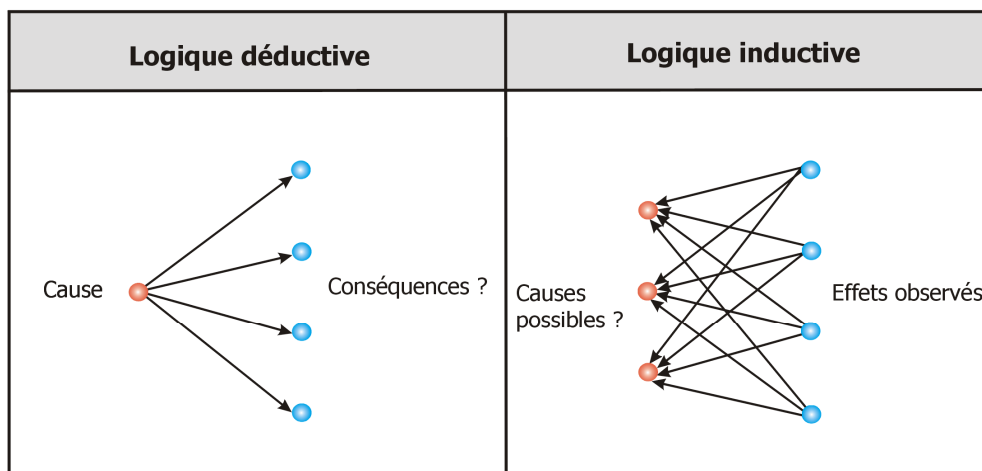 Logique déductive
Logique inductive
Cause
Conséquences ?
Causes
possibles ?
Effets observés